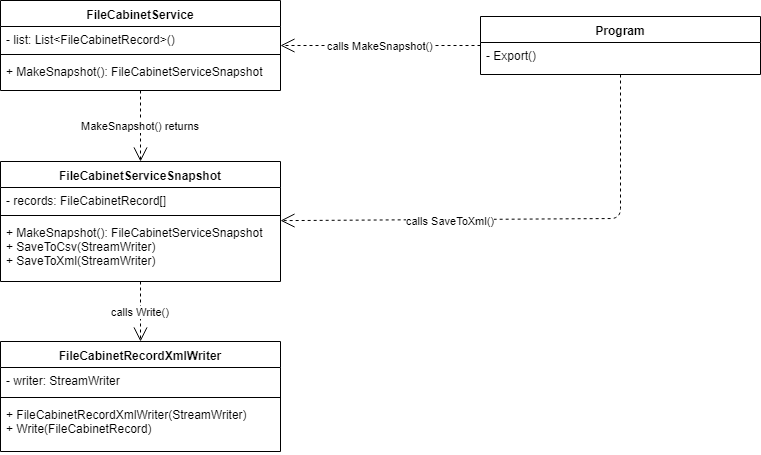 FileCabinetService
- list: List<FileCabinetRecord>()
+ MakeSnapshot(): FileCabinetServiceSnapshot
calls MakeSnapshot()
Program
- Export()
MakeSnapshot() returns
FileCabinetServiceSnapshot
- records: FileCabinetRecord[]
+ MakeSnapshot(): FileCabinetServiceSnapshot
+ SaveToCsv(StreamWriter)
+ SaveToXml(StreamWriter)
calls SaveToXml()
calls Write()
FileCabinetRecordXmlWriter
- writer: StreamWriter
+ FileCabinetRecordXmlWriter(StreamWriter)
+ Write(FileCabinetRecord)